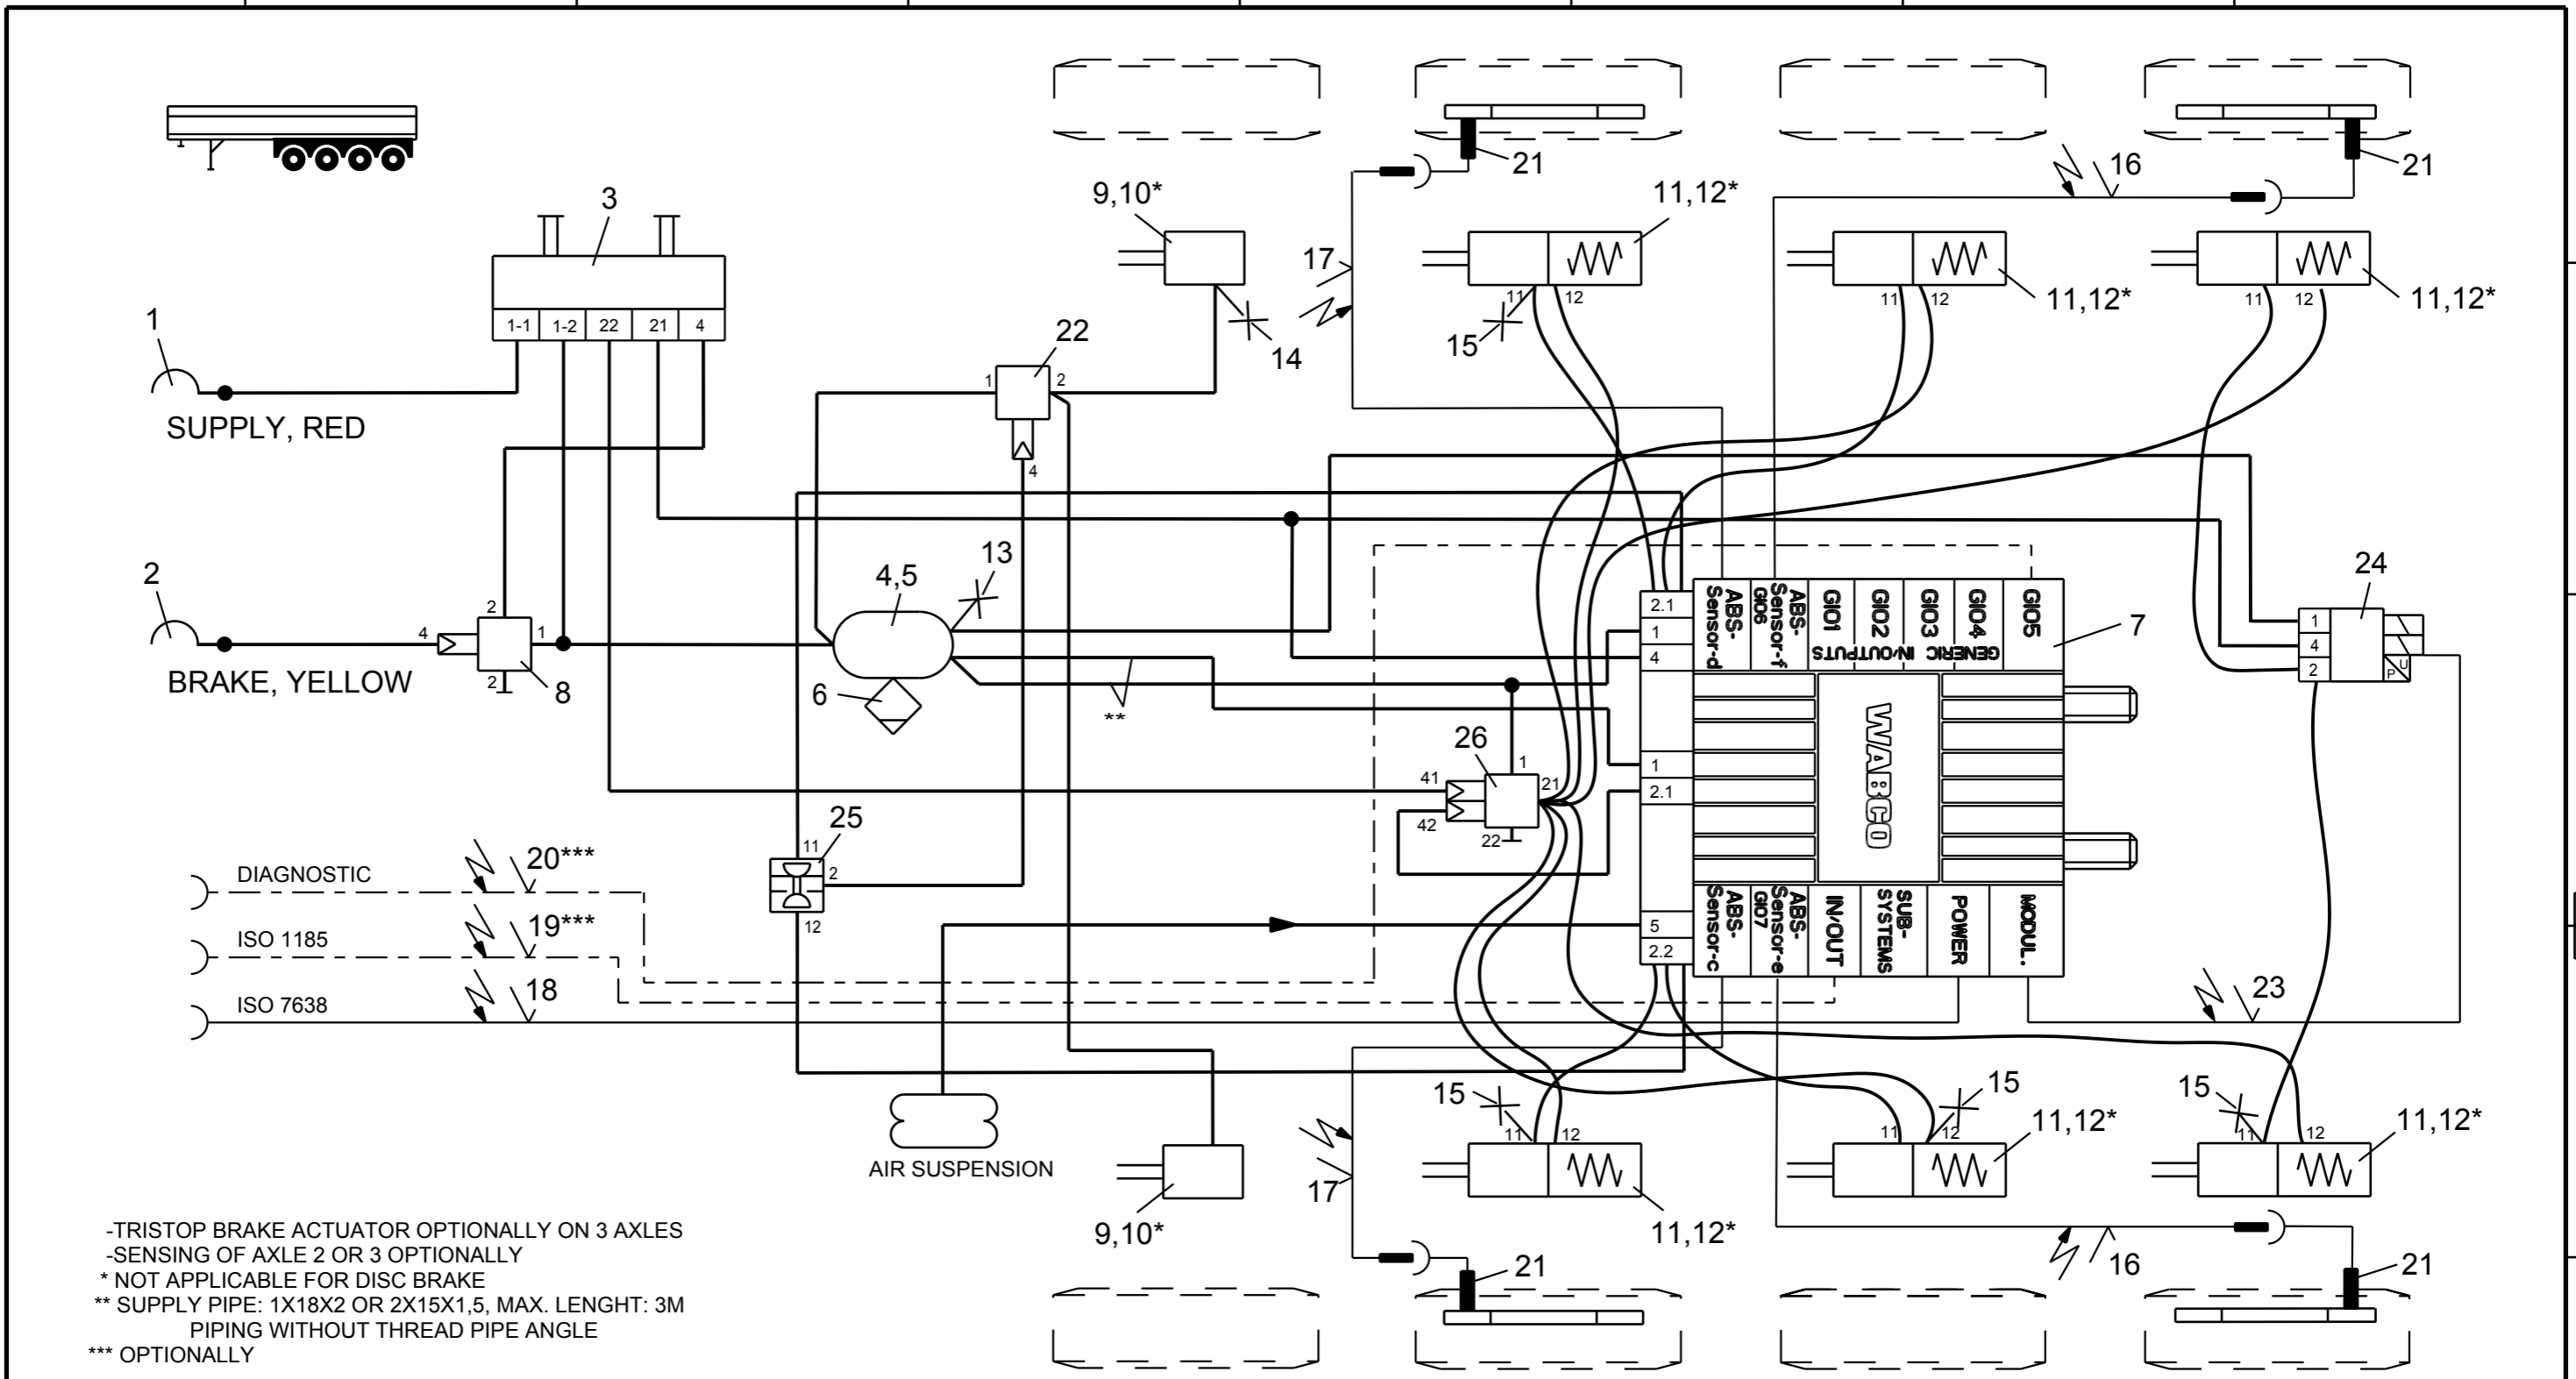 3
1-1 1-2 22 21 4
1
SUPPLY, RED
2
BRAKE, YELLOW
4
2
1
2
8
9,10*
14
22
1
2
4
4,5
13
6
**
17
21
11,12*
11
12
15
16
21
11,12*
11
12
11,12*
11
12
24
1
4
2
U
P
7
2.1
1
4
1
2.1
5
2.2
ABS-
Sensor-d
ABS-
Sensor-f
GIO6
GIO1
GIO2
GIO3
GIO4
GIO5
GENERIC IN/OUTPUTS
WABCO
ABS-
Sensor-c
ABS-
Sensor-e
GIO7
IN/OUT
SUB-
SYSTEMS
POWER
MODUL.
26
1
41
42
21
22
25
11
2
12
DIAGNOSTIC
20***
ISO 1185
19***
ISO 7638
18
23
AIR SUSPENSION
9,10*
15
11
12
11,12*
17
21
15
11
12
11,12*
15
11
12
11,12*
16
21
-TRISTOP BRAKE ACTUATOR OPTIONALLY ON 3 AXLES
-SENSING OF AXLE 2 OR 3 OPTIONALLY
* NOT APPLICABLE FOR DISC BRAKE
** SUPPLY PIPE: 1X18X2 OR 2X15X1,5, MAX. LENGHT: 3M
PIPING WITHOUT THREAD PIPE ANGLE
*** OPTIONALLY